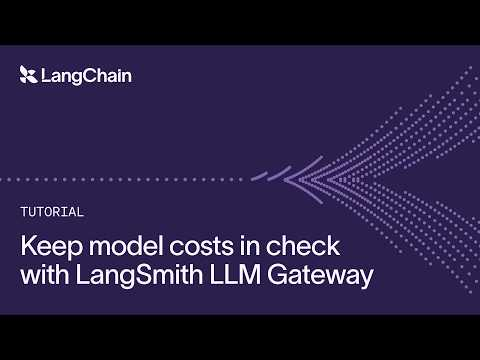 LangChain
TUTORIAL
Keep model costs in check
with LangSmith LLM Gateway